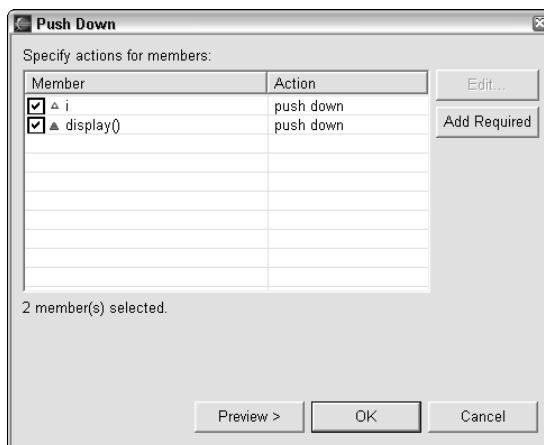 Push Down
Specify actions for members:
Member Action
i push down
display() push down
Edit...
Add Required
2 member(s) selected.
Preview > OK Cancel